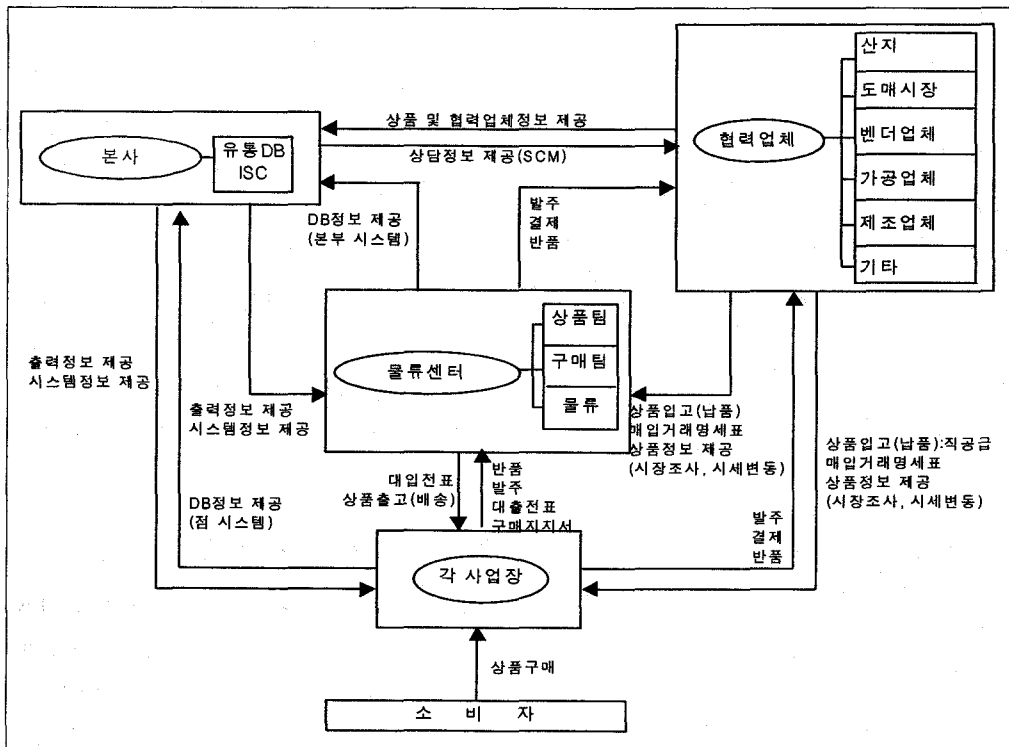 산지
도매시장
벤더업체
가공업체
제조업체
기타
협력업체
상품 및 협력업체정보 제공
상담정보 제공(SCM)
본사
유통DB
ISC
DB정보 제공
(본부 시스템)
발주
결제
반품
상품팀
구매팀
물류
물류센터
출력정보 제공
시스템정보 제공
출력정보 제공
시스템정보 제공
상품입고(납품)
매입거래명세표
상품정보 제공
(시장조사, 시세변동)
상품입고(납품):직공급
매입거래명세표
상품정보 제공
(시장조사, 시세변동)
대입전표
상품출고(배송)
반품
발주
대출전표
구매지지서
DB정보 제공
(점 시스템)
발주
결제
반품
각 사업장
상품구매
소 비 자